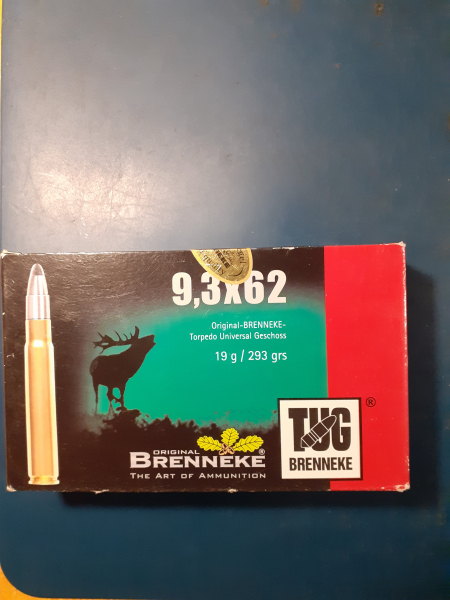 9,3x62
Original-BRENNEKE-
Torpedo Universal Geschoss
19 g / 293 grs
TUG
BRENNEKE
®
ORIGINAL
BRENNEKE®
THE ART OF AMMUNITION